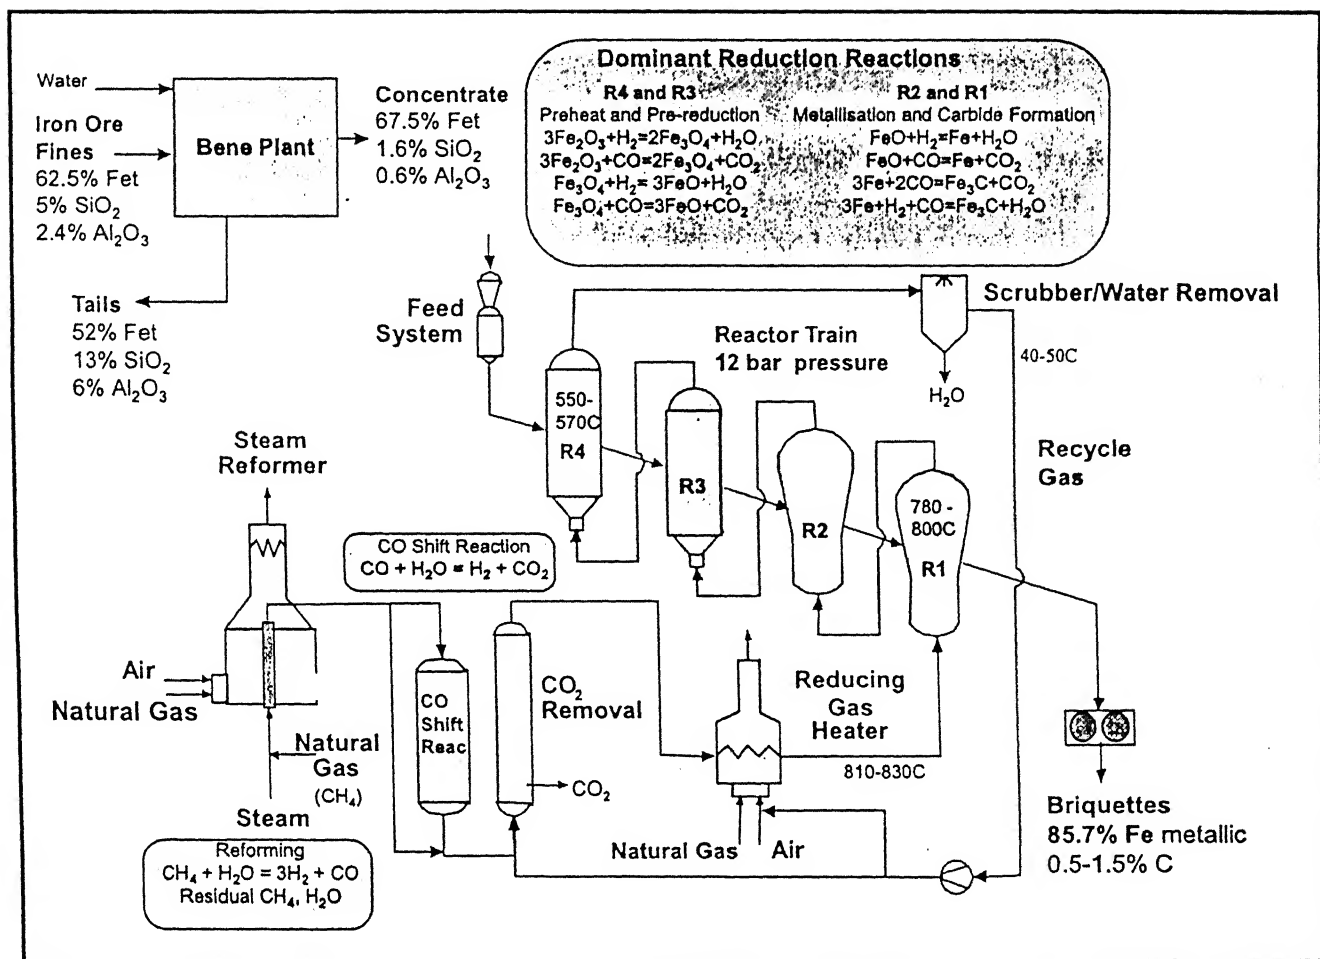 Dominant Reduction Reactions
R4 and R3
Preheat and Pre-reduction
3Fe₂O₃+H₂=2Fe₃O₄+H₂O
3Fe₂O₃+CO=2Fe₃O₄+CO₂
Fe₃O₄+H₂= 3FeO+H₂O
Fe₃O₄+CO=3FeO+CO₂
R2 and R1
Metallisation and Carbide Formation
FeO+H₂=Fe+H₂O
FeO+CO=Fe+CO₂
3Fe+2CO=Fe₃C+CO₂
3Fe+H₂+CO=Fe₃C+H₂O
Water
Iron Ore
Fines
62.5% Fet
5% SiO₂
2.4% Al₂O₃
Bene Plant
Concentrate
67.5% Fet
1.6% SiO₂
0.6% Al₂O₃
Tails
52% Fet
13% SiO₂
6% Al₂O₃
Feed
System
Reactor Train
12 bar pressure
Scrubber/Water Removal
40-50C
H₂O
550-
570C
R4
R3
R2
780 -
800C
R1
Recycle
Gas
Steam
Reformer
CO Shift Reaction
CO + H₂O = H₂ + CO₂
Air
Natural Gas
Natural
Gas
(CH₄)
Steam
CO
Shift
Reac
CO₂
Removal
CO₂
Reducing
Gas
Heater
810-830C
Natural Gas
Air
Reforming
CH₄ + H₂O = 3H₂ + CO
Residual CH₄, H₂O
Briquettes
85.7% Fe metallic
0.5-1.5% C